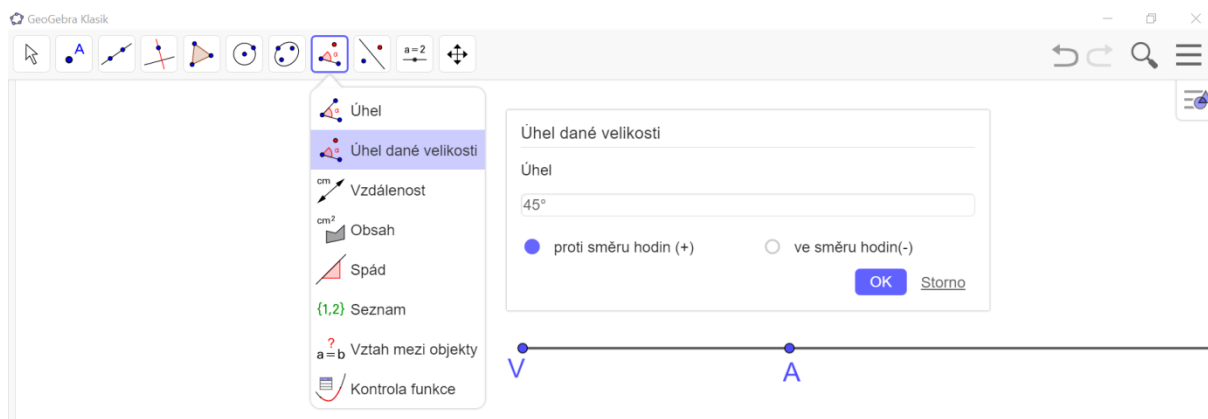 GeoGebra Klasik
A
a=2
Úhel
Úhel dané velikosti
cm Vzdálenost
cm² Obsah
Spád
{1,2} Seznam
a=b Vztah mezi objekty
?
Kontrola funkce
α
α
α
Úhel dané velikosti
Úhel
45°
proti směru hodin (+) ve směru hodin(-)
OK Storno
V A